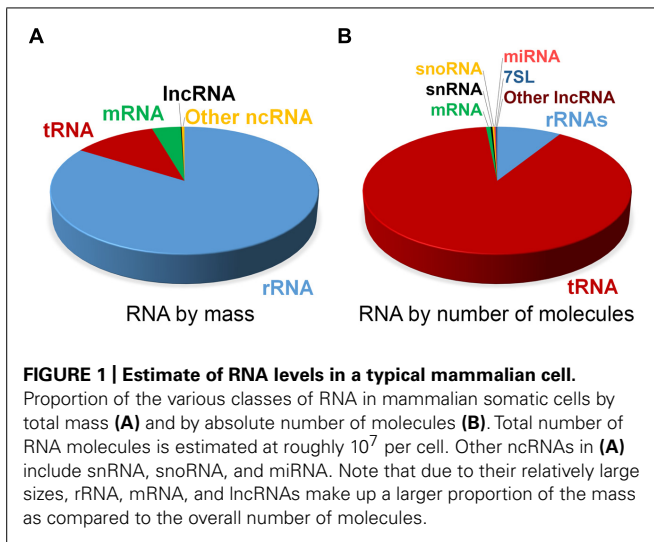 A
B
lncRNA
mRNA
Other ncRNA
tRNA
rRNA
RNA by mass
miRNA
snoRNA
7SL
snRNA
Other lncRNA
mRNA
rRNAs
tRNA
RNA by number of molecules
FIGURE 1 | Estimate of RNA levels in a typical mammalian cell.
Proportion of the various classes of RNA in mammalian somatic cells by
total mass (A) and by absolute number of molecules (B). Total number of
RNA molecules is estimated at roughly 10⁷ per cell. Other ncRNAs in (A)
include snRNA, snoRNA, and miRNA. Note that due to their relatively large
sizes, rRNA, mRNA, and lncRNAs make up a larger proportion of the mass
as compared to the overall number of molecules.